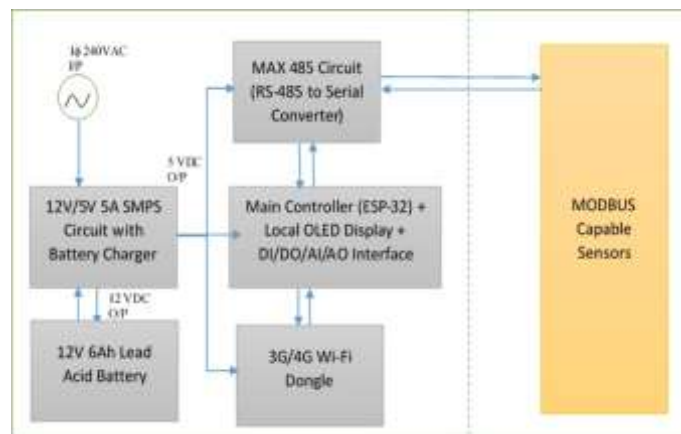 1ϕ 240VAC
I/P
MAX 485 Circuit
(RS-485 to Serial
Converter)
5 VDC
O/P
12V/5V 5A SMPS
Circuit with
Battery Charger
Main Controller (ESP-32) +
Local OLED Display +
DI/DO/AI/AO Interface
MODBUS
Capable
Sensors
12 VDC
O/P
12V 6Ah Lead
Acid Battery
3G/4G Wi-Fi
Dongle